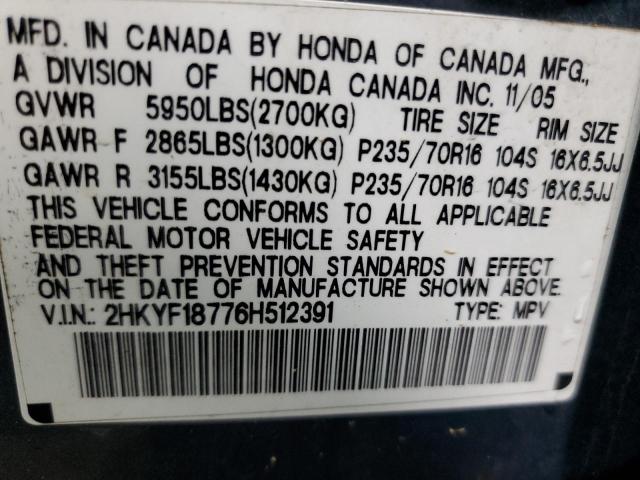 MFD. IN CANADA BY HONDA OF CANADA MFG.,
A DIVISION OF HONDA CANADA INC. 11/05
GVWR 5950LBS(2700KG) TIRE SIZE RIM SIZE
GAWR F 2865LBS(1300KG) P235/70R16 104S 16X6.5JJ
GAWR R 3155LBS(1430KG) P235/70R16 104S 16X6.5JJ
THIS VEHICLE CONFORMS TO ALL APPLICABLE
FEDERAL MOTOR VEHICLE SAFETY
AND THEFT PREVENTION STANDARDS IN EFFECT
ON THE DATE OF MANUFACTURE SHOWN ABOVE.
V.I.N.: 2HKYF18776H512391 TYPE: MPV